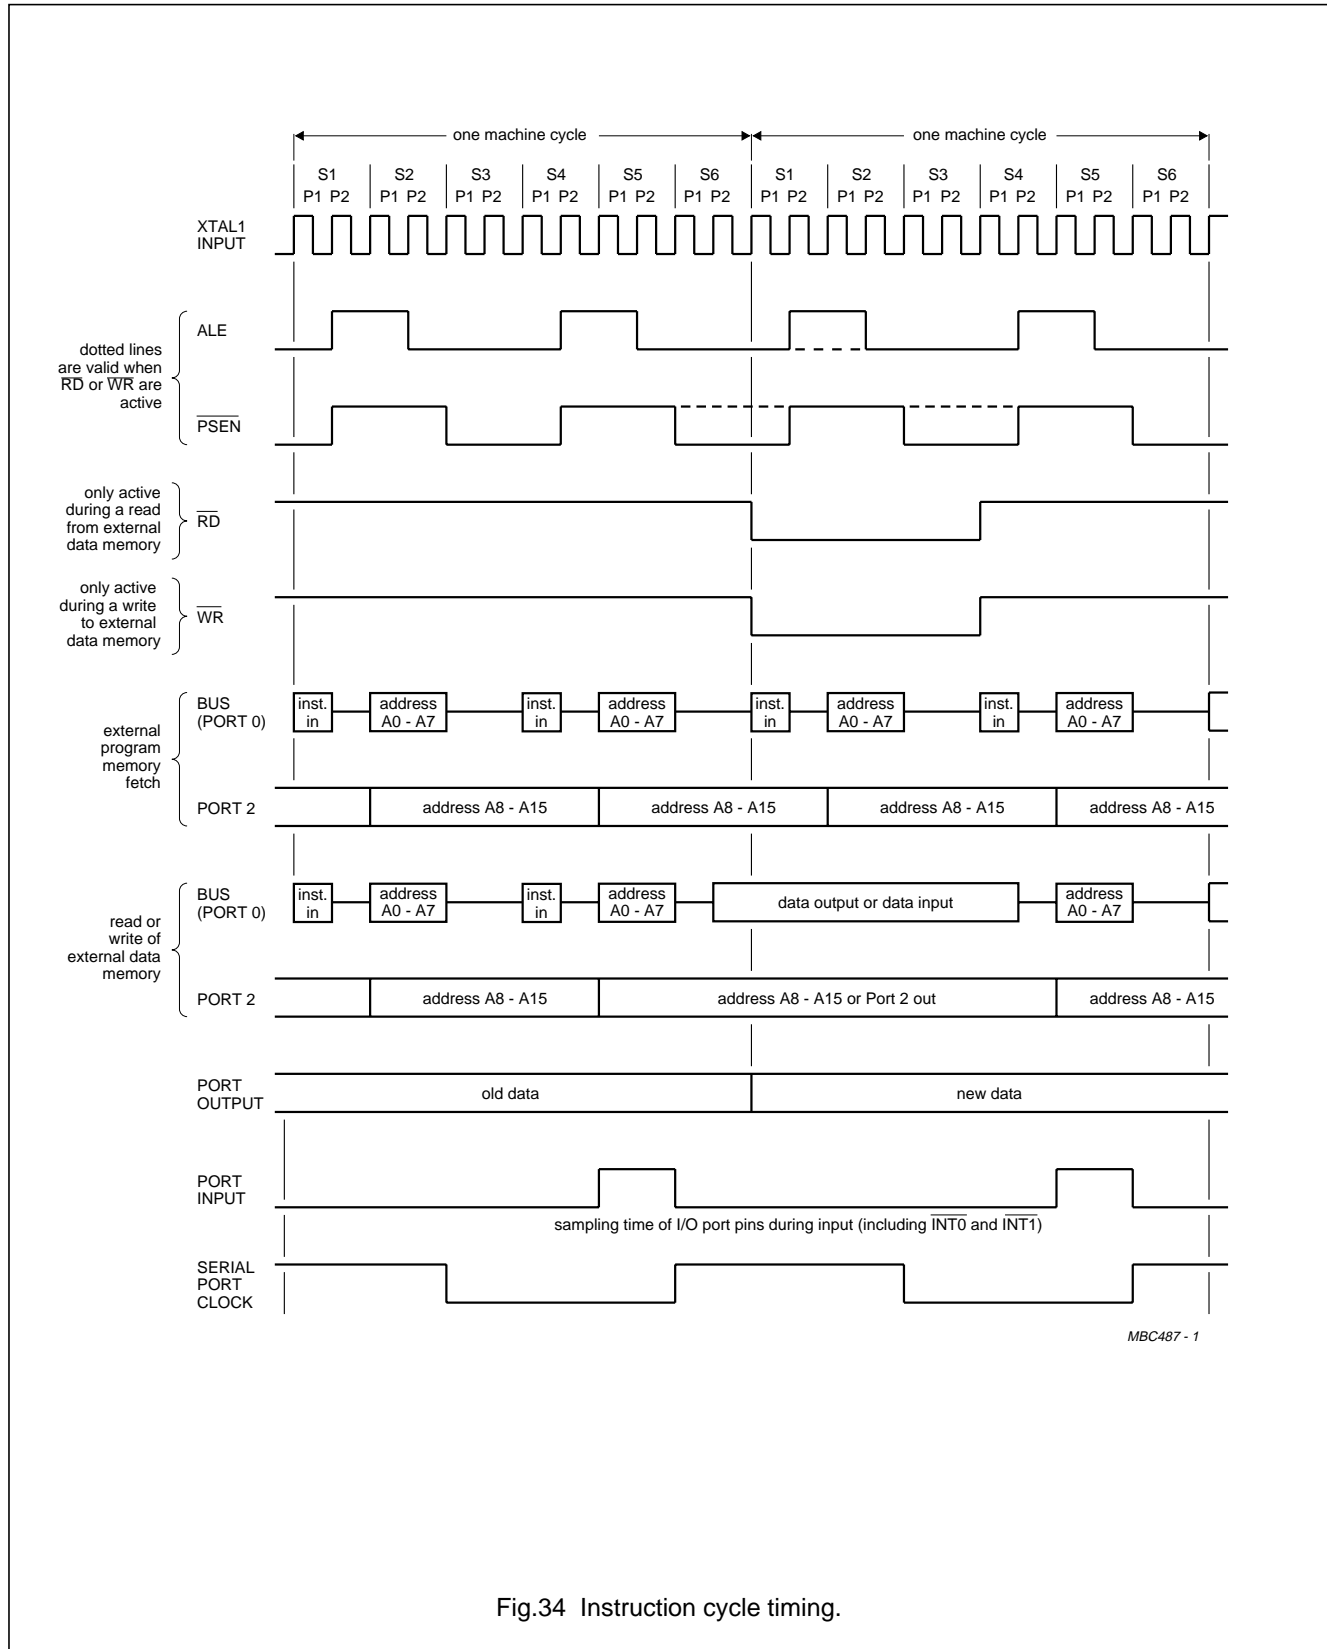 one machine cycle one machine cycle
S1 S2 S3 S4 S5 S6 S1 S2 S3 S4 S5 S6
P1 P2 P1 P2 P1 P2 P1 P2 P1 P2 P1 P2 P1 P2 P1 P2 P1 P2 P1 P2 P1 P2 P1 P2
XTAL1
INPUT
dotted lines
are valid when
R̅D̅ or W̅R̅ are
active
ALE
P̅S̅E̅N̅
only active
during a read
from external
data memory
R̅D̅
only active
during a write
to external
data memory
W̅R̅
external
program
memory
fetch
BUS
(PORT 0)
inst. address inst. address inst. address inst. address
in A0 - A7 in A0 - A7 in A0 - A7 in A0 - A7
PORT 2 address A8 - A15 address A8 - A15 address A8 - A15 address A8 - A15
read or
write of
external data
memory
BUS
(PORT 0)
inst. address inst. address data output or data input address
in A0 - A7 in A0 - A7 A0 - A7
PORT 2 address A8 - A15 address A8 - A15 or Port 2 out address A8 - A15
PORT
OUTPUT
old data new data
PORT
INPUT
sampling time of I/O port pins during input (including I̅N̅T̅0̅ and I̅N̅T̅1̅)
SERIAL
PORT
CLOCK
MBC487 - 1
Fig.34 Instruction cycle timing.